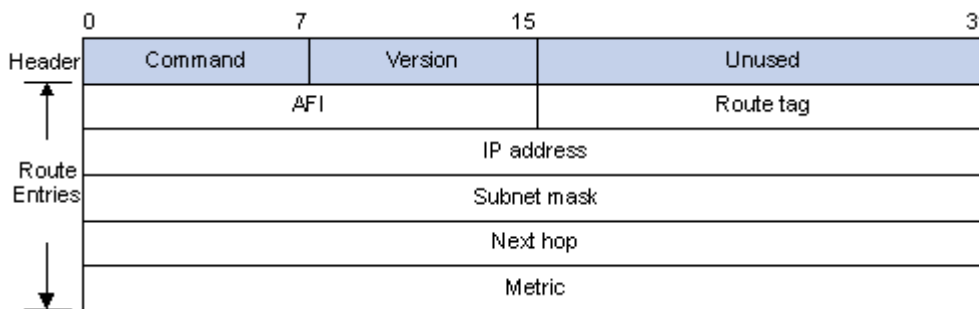 0 7 15 3
Header Command Version Unused
AFI Route tag
IP address
Route
Entries
Subnet mask
Next hop
Metric